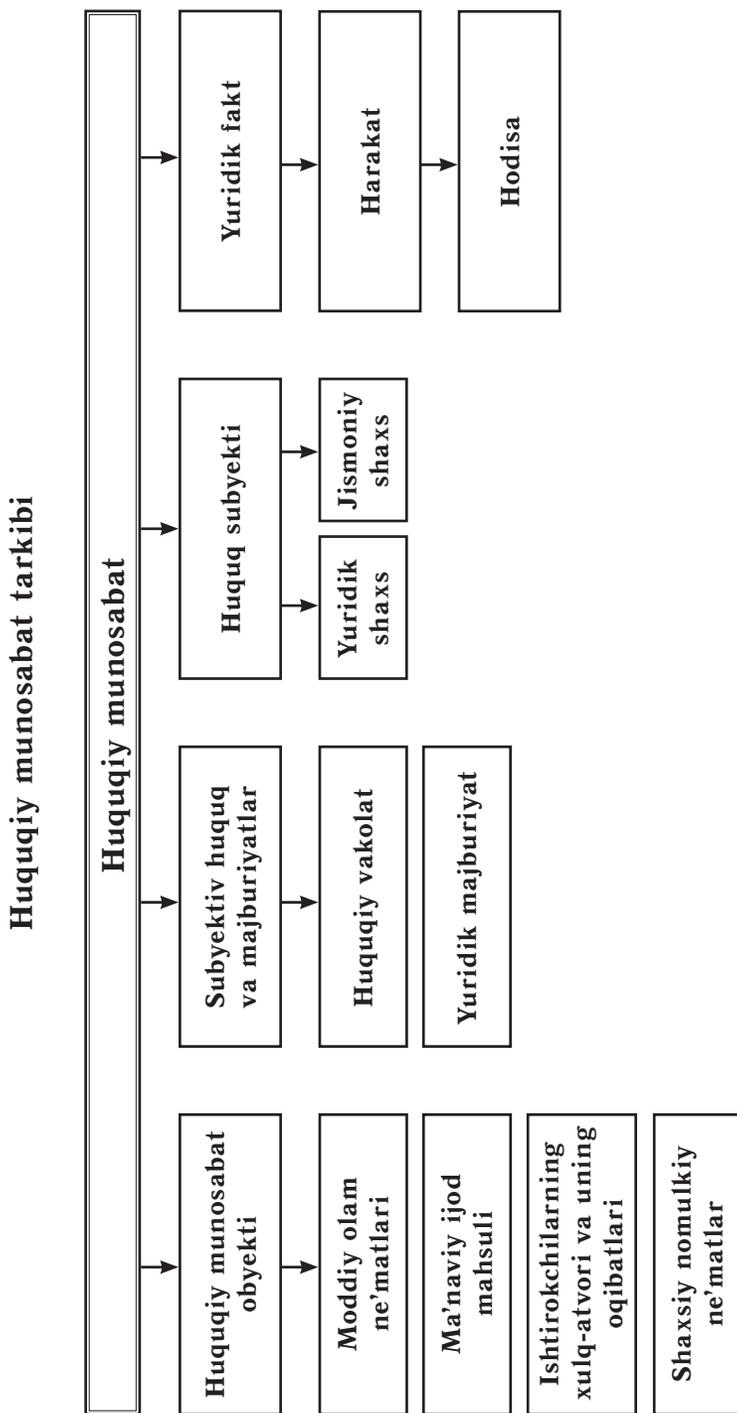 Huquqiy munosabat tarkibi
Huquqiy munosabat
Huquqiy munosabat
obyekti
Moddiy olam
ne’matlari
Ma’naviy ijod
mahsuli
Ishtirokchilarning
xulq-atvori va uning
oqibatlari
Shaxsiy nomulkiy
ne’matlar
Subyektiv huquq
va majburiyatlar
Huquqiy vakolat
Yuridik majburiyat
Huquq subyekti
Yuridik
shaxs
Jismoniy
shaxs
Yuridik fakt
Harakat
Hodisa